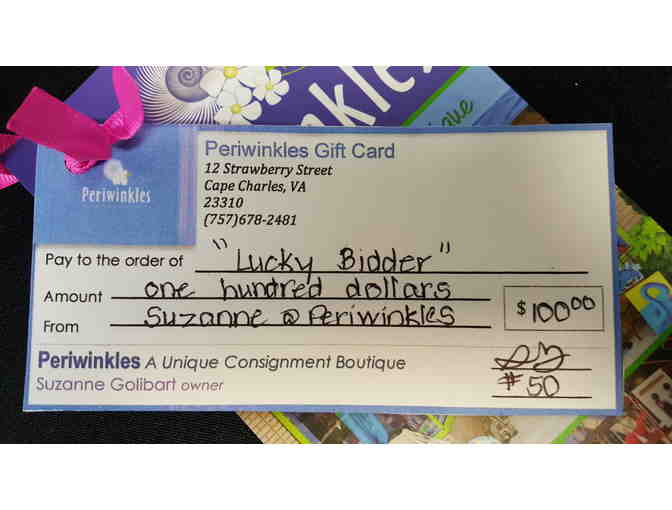 nkles
que
Periwinkles
Periwinkles Gift Card
12 Strawberry Street
Cape Charles, VA
23310
(757)678-2481
Pay to the order of "Lucky Bidder"
Amount one hundred dollars $100 00
From Suzanne @ Periwinkles
Periwinkles A Unique Consignment Boutique
Suzanne Golibart owner
#50